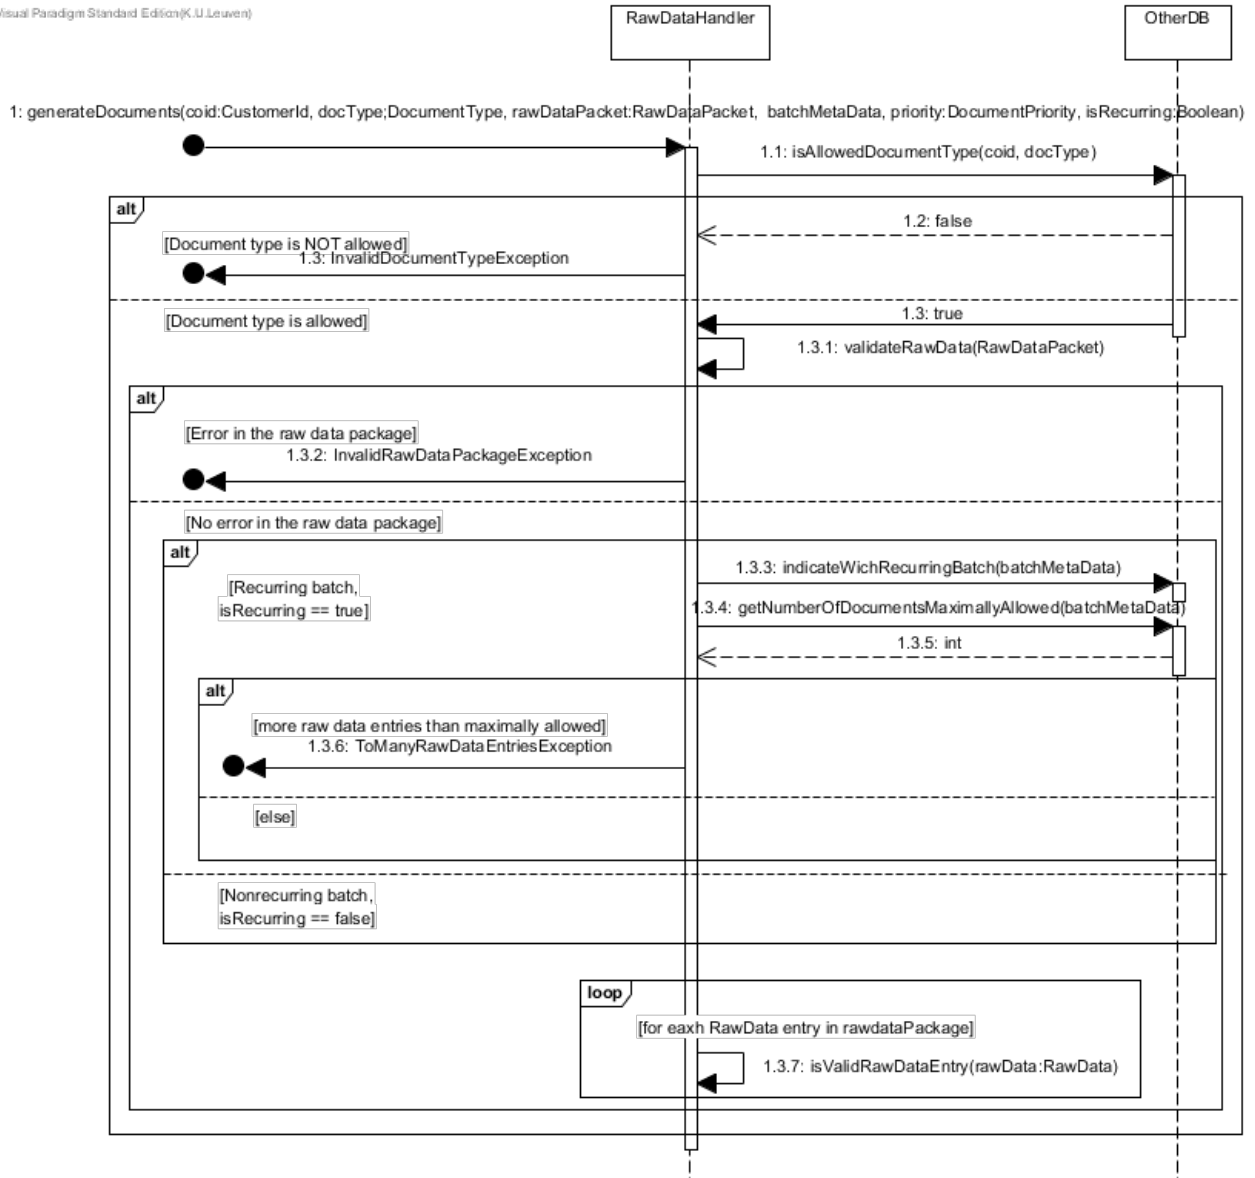 Visual Paradigm Standard Edition(K.U.Leuven)
RawDataHandler
OtherDB
1: generateDocuments(coid:CustomerId, docType;DocumentType, rawDataPacket:RawDataPacket, batchMetaData, priority:DocumentPriority, isRecurring:Boolean)
1.1: isAllowedDocumentType(coid, docType)
alt
1.2: false
[Document type is NOT allowed]
1.3: InvalidDocumentTypeException
1.3: true
[Document type is allowed]
1.3.1: validateRawData(RawDataPacket)
alt
[Error in the raw data package]
1.3.2: InvalidRawDataPackageException
[No error in the raw data package]
alt
1.3.3: indicateWichRecurringBatch(batchMetaData)
[Recurring batch,
isRecurring == true]
1.3.4: getNumberOfDocumentsMaximallyAllowed(batchMetaData)
1.3.5: int
alt
[more raw data entries than maximally allowed]
1.3.6: ToManyRawDataEntriesException
[else]
[Nonrecurring batch,
isRecurring == false]
loop
[for eaxh RawData entry in rawdataPackage]
1.3.7: isValidRawDataEntry(rawData:RawData)